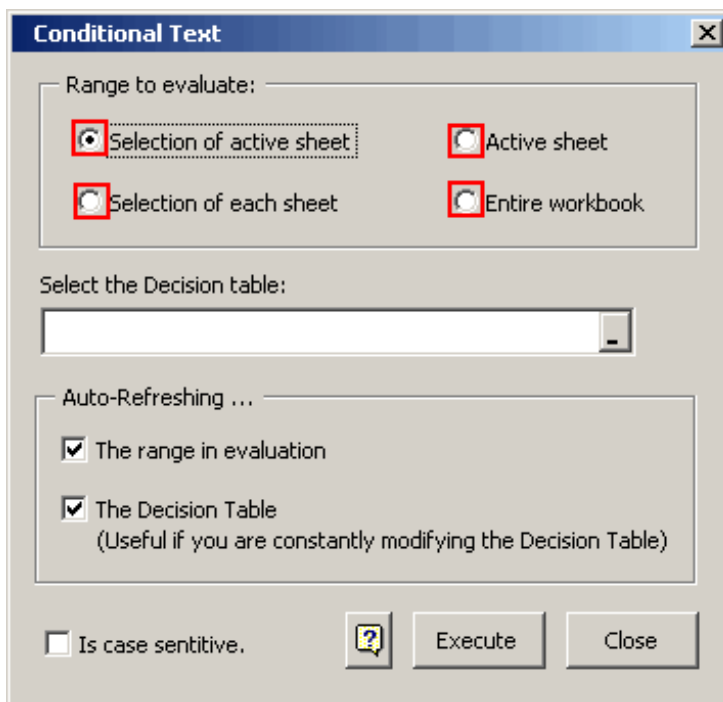 Conditional Text
Range to evaluate:
Selection of active sheet
Active sheet
Selection of each sheet
Entire workbook
Select the Decision table:
Auto-Refreshing ...
The range in evaluation
The Decision Table
(Useful if you are constantly modifying the Decision Table)
Is case sentitive.
?
Execute
Close